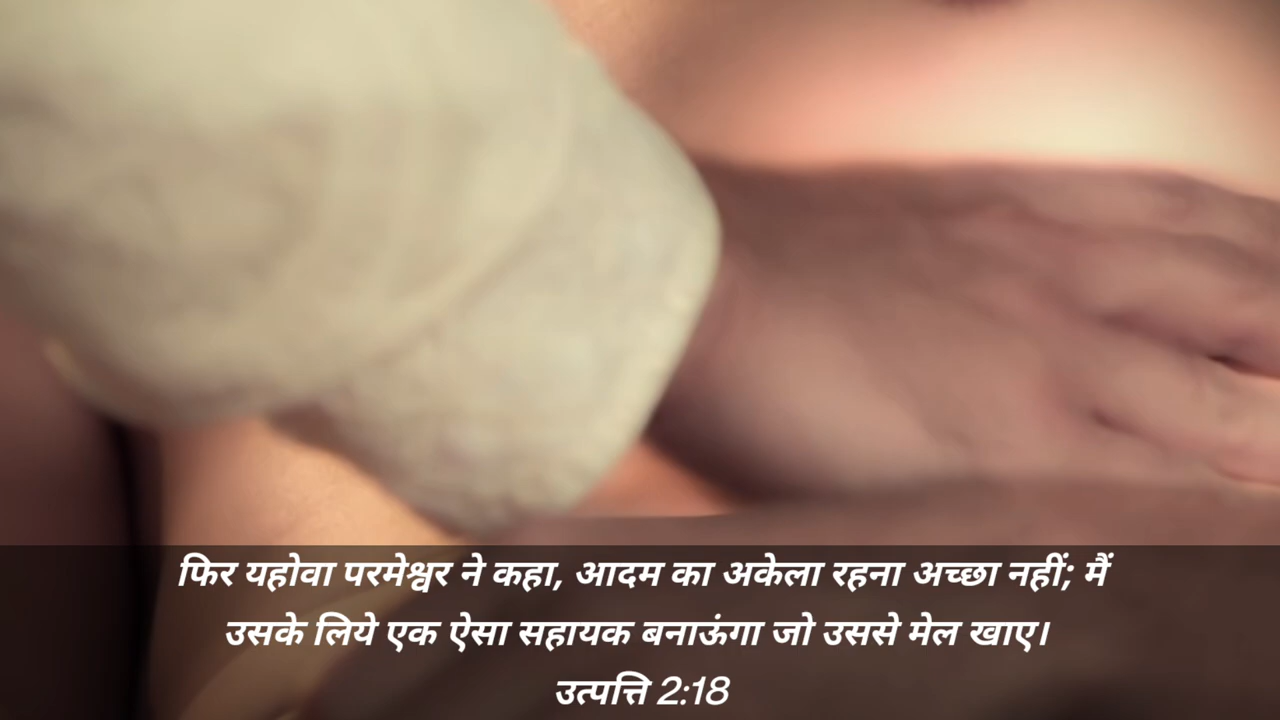 फिर यहोवा परमेश्वर ने कहा, आदम का अकेला रहना अच्छा नहीं; मैं
उसके लिये एक ऐसा सहायक बनाऊंगा जो उससे मेल खाए।
उत्पत्ति 2:18